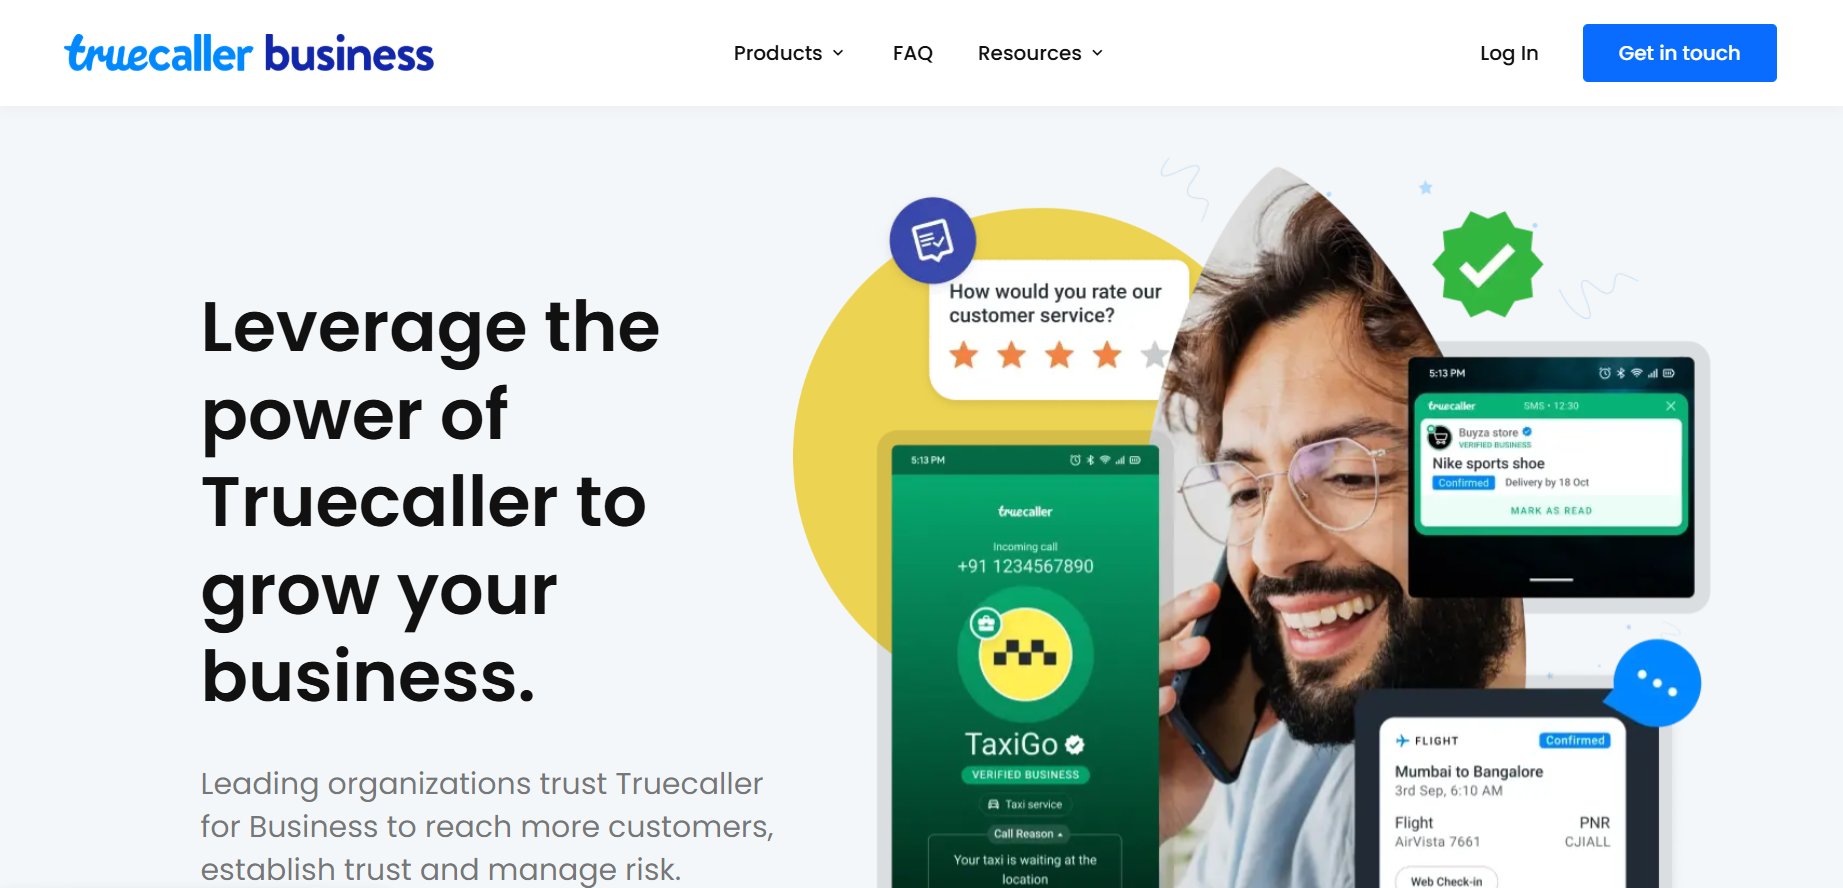 truecaller business
Products
FAQ
Resources
Log In
Get in touch
Leverage the
power of
Truecaller to
grow your
business.
Leading organizations trust Truecaller
for Business to reach more customers,
establish trust and manage risk.
How would you rate our
customer service?
5:13 PM
truecaller
Incoming call
+91 1234567890
TaxiGo
VERIFIED BUSINESS
Taxi service
Call Reason
Your taxi is waiting at the
location
5:13 PM
truecaller SMS • 12:30
Buyza store
VERIFIED BUSINESS
Nike sports shoe
Confirmed Delivery by 18 Oct
MARK AS READ
FLIGHT Confirmed
Mumbai to Bangalore
3rd Sep, 6:10 AM
Flight PNR
AirVista 7661 CJIALL
Web Check-in